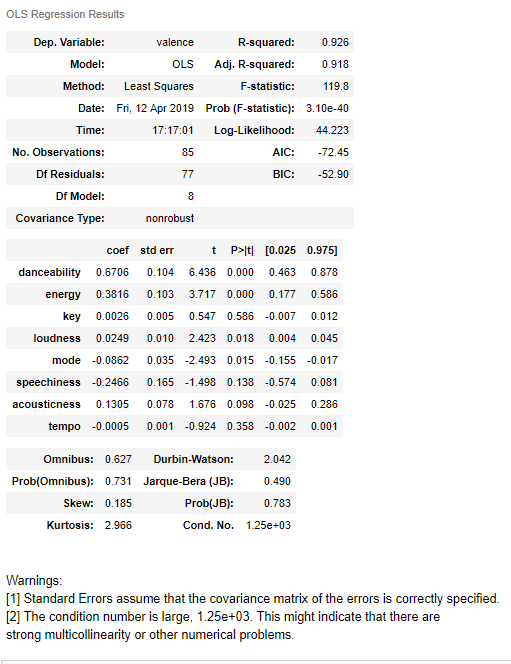 OLS Regression Results
Dep. Variable: valence R-squared: 0.926
Model: OLS Adj. R-squared: 0.918
Method: Least Squares F-statistic: 119.8
Date: Fri, 12 Apr 2019 Prob (F-statistic): 3.10e-40
Time: 17:17:01 Log-Likelihood: 44.223
No. Observations: 85 AIC: -72.45
Df Residuals: 77 BIC: -52.90
Df Model: 8
Covariance Type: nonrobust
coef std err t P>|t| [0.025 0.975]
danceability 0.6706 0.104 6.436 0.000 0.463 0.878
energy 0.3816 0.103 3.717 0.000 0.177 0.586
key 0.0026 0.005 0.547 0.586 -0.007 0.012
loudness 0.0249 0.010 2.423 0.018 0.004 0.045
mode -0.0862 0.035 -2.493 0.015 -0.155 -0.017
speechiness -0.2466 0.165 -1.498 0.138 -0.574 0.081
acousticness 0.1305 0.078 1.676 0.098 -0.025 0.286
tempo -0.0005 0.001 -0.924 0.358 -0.002 0.001
Omnibus: 0.627 Durbin-Watson: 2.042
Prob(Omnibus): 0.731 Jarque-Bera (JB): 0.490
Skew: 0.185 Prob(JB): 0.783
Kurtosis: 2.966 Cond. No. 1.25e+03
Warnings:
[1] Standard Errors assume that the covariance matrix of the errors is correctly specified.
[2] The condition number is large, 1.25e+03. This might indicate that there are
strong multicollinearity or other numerical problems.